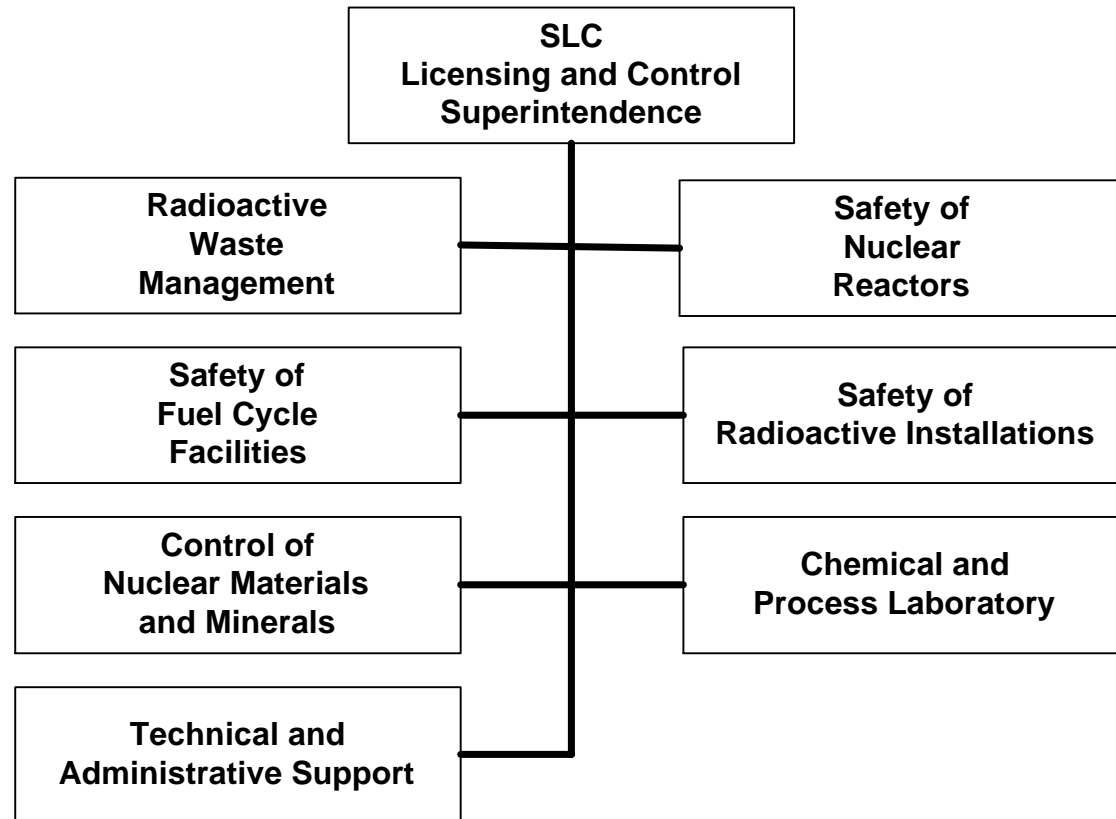 SLC
Licensing and Control
Superintendence
Radioactive
Waste
Management
Safety of
Nuclear
Reactors
Safety of
Fuel Cycle
Facilities
Safety of
Radioactive Installations
Control of
Nuclear Materials
and Minerals
Chemical and
Process Laboratory
Technical and
Administrative Support